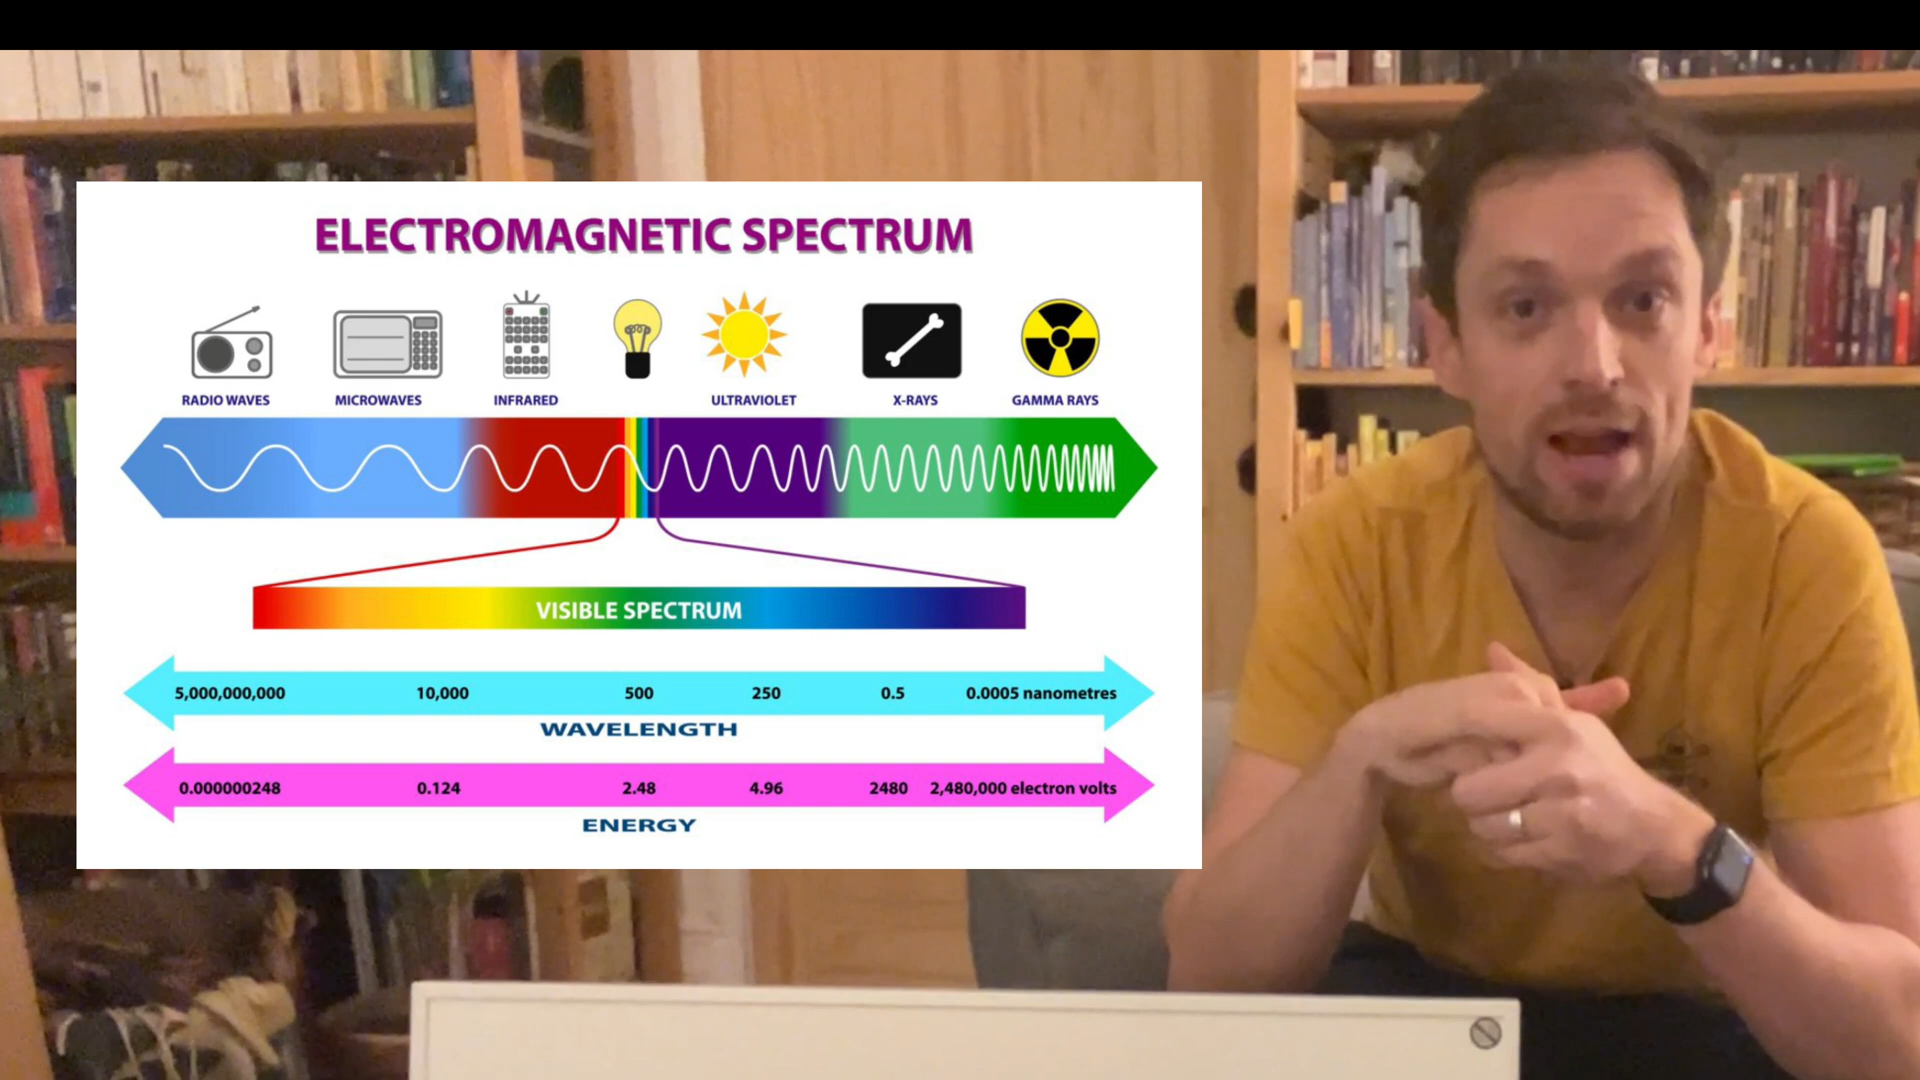 ELECTROMAGNETIC SPECTRUM
RADIO WAVES MICROWAVES INFRARED ULTRAVIOLET X-RAYS GAMMA RAYS
VISIBLE SPECTRUM
5,000,000,000 10,000 500 250 0.5 0.0005 nanometres
WAVELENGTH
0.000000248 0.124 2.48 4.96 2480 2,480,000 electron volts
ENERGY